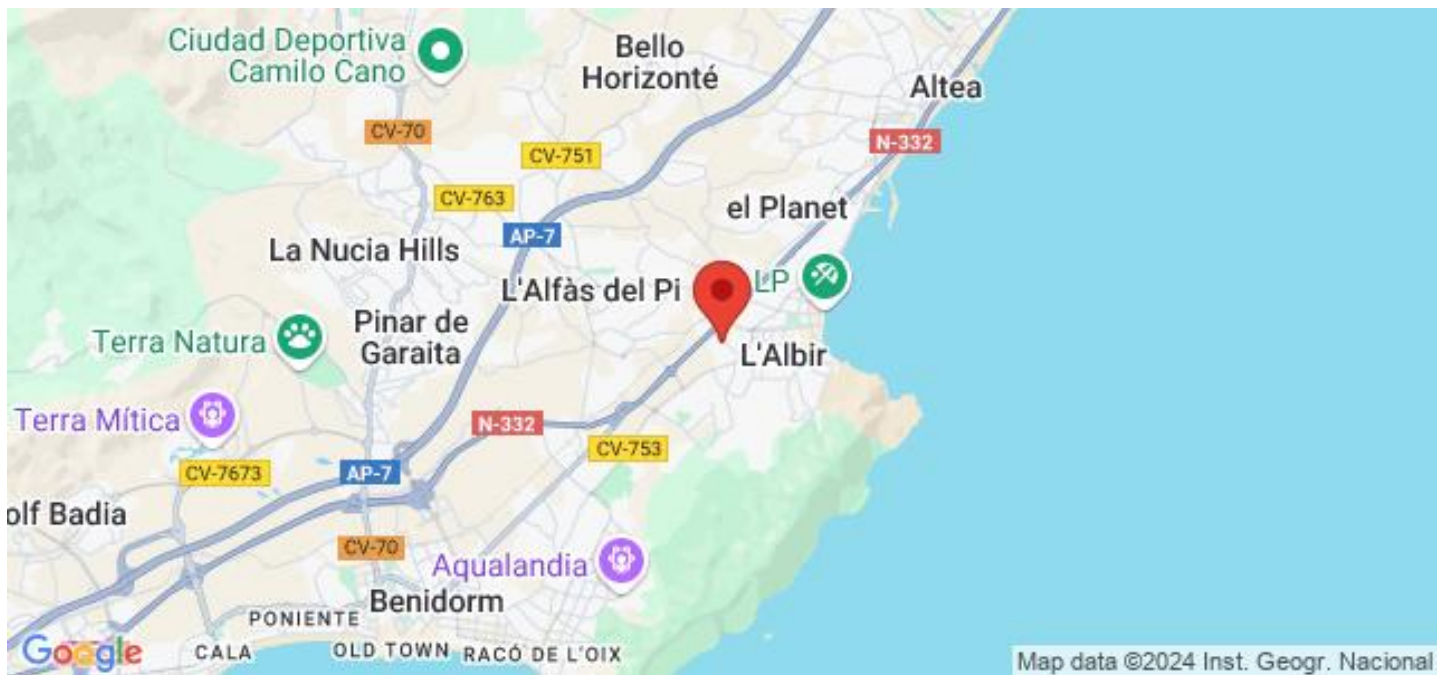 Ciudad Deportiva
Camilo Cano
Bello
Horizonté
Altea
CV-70
N-332
CV-751
CV-763
el Planet
AP-7
La Nucia Hills
L'Alfàs del Pi
LP
Pinar de
Garaita
Terra Natura
L'Albir
Terra Mítica
N-332
CV-753
CV-7673
AP-7
olf Badia
CV-70
Aqualandia
Benidorm
PONIENTE
CALA
OLD TOWN
RACÓ DE L'OIX
Google
Map data ©2024 Inst. Geogr. Nacional